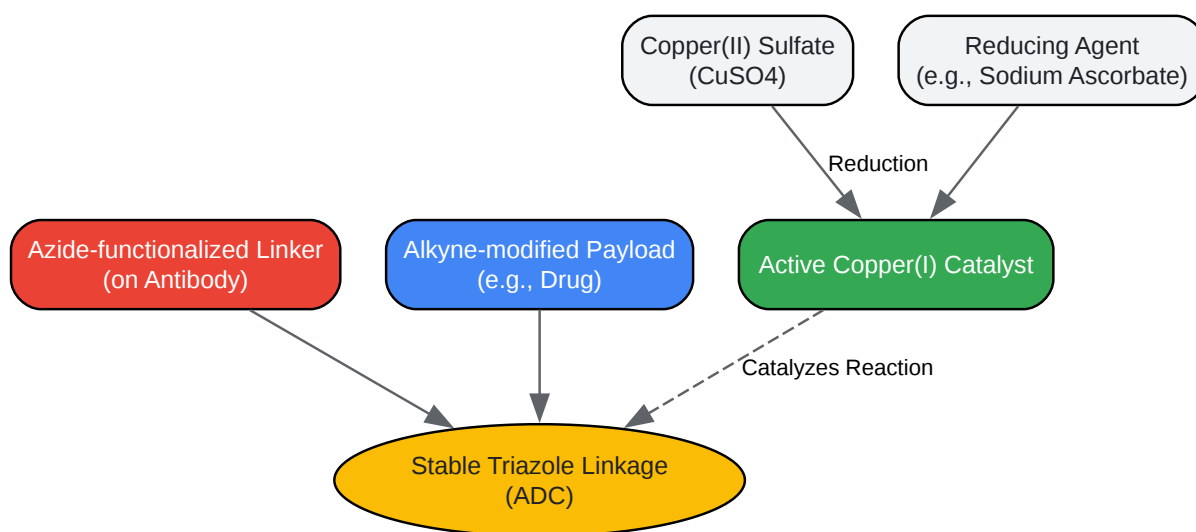 Copper(II) Sulfate
(CuSO4)
Reducing Agent
(e.g., Sodium Ascorbate)
Reduction
Azide-functionalized Linker
(on Antibody)
Alkyne-modified Payload
(e.g., Drug)
Active Copper(I) Catalyst
Catalyzes Reaction
Stable Triazole Linkage
(ADC)